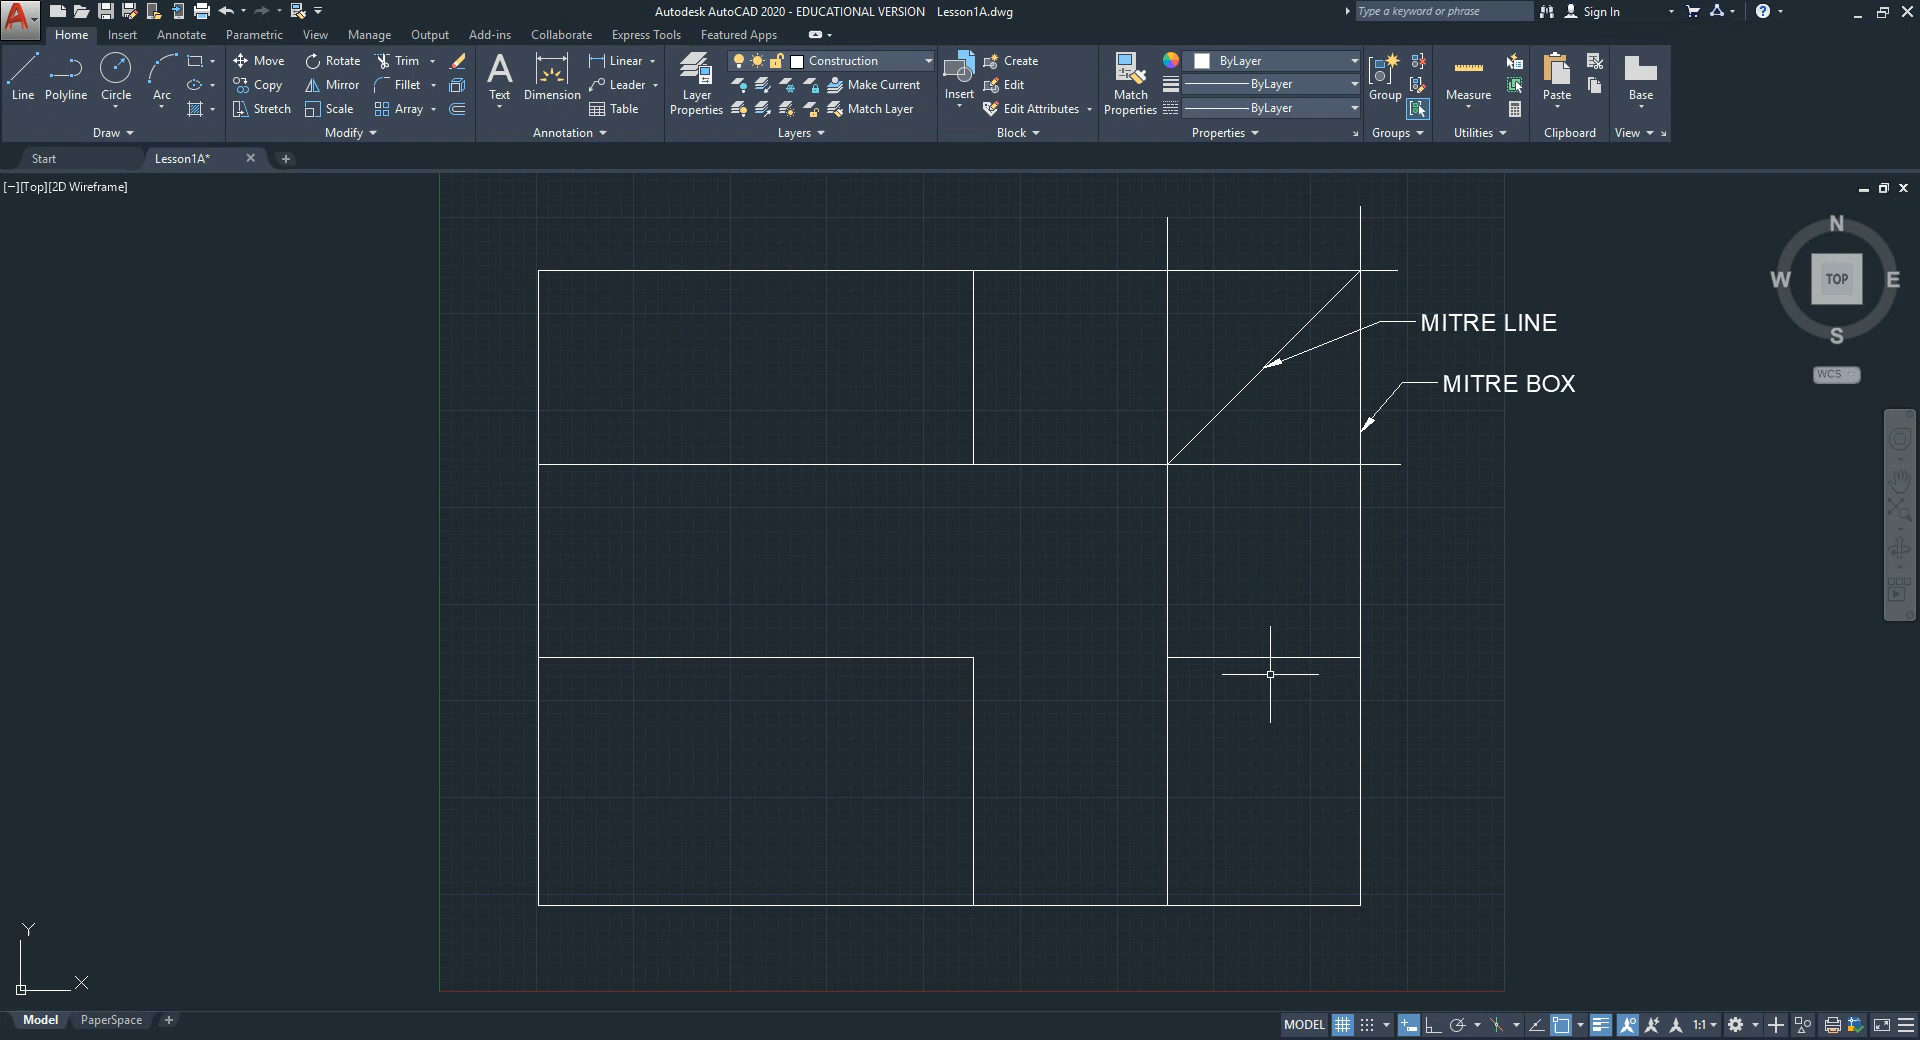 Autodesk AutoCAD 2020 - EDUCATIONAL VERSION Lesson1A.dwg
Type a keyword or phrase
Sign In
Home Insert Annotate Parametric View Manage Output Add-ins Collaborate Express Tools Featured Apps
Move Rotate Trim Linear Construction Create ByLayer
Line Polyline Circle Arc Copy Mirror Fillet Text Dimension Leader Layer Properties Make Current Insert Edit Match Properties ByLayer Group Measure Paste Base
Stretch Scale Array Table Match Layer Edit Attributes ByLayer
Draw Modify Annotation Layers Block Properties Groups Utilities Clipboard View
Start Lesson1A*
[−][Top][2D Wireframe]
N
W TOP E
S
WCS
MITRE LINE
MITRE BOX
Y
X
Model PaperSpace
MODEL 1:1